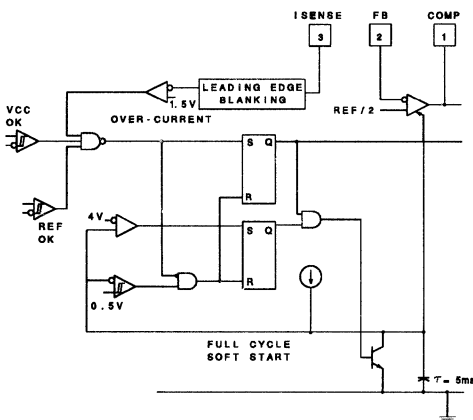 ISENSE FB COMP
3 2 1
LEADING EDGE
BLANKING
1.5V
REF/2
VCC
OK
OVER-CURRENT
S Q
REF
OK
R
4V
S Q
R
0.5V
FULL CYCLE
SOFT START
τ = 5ms